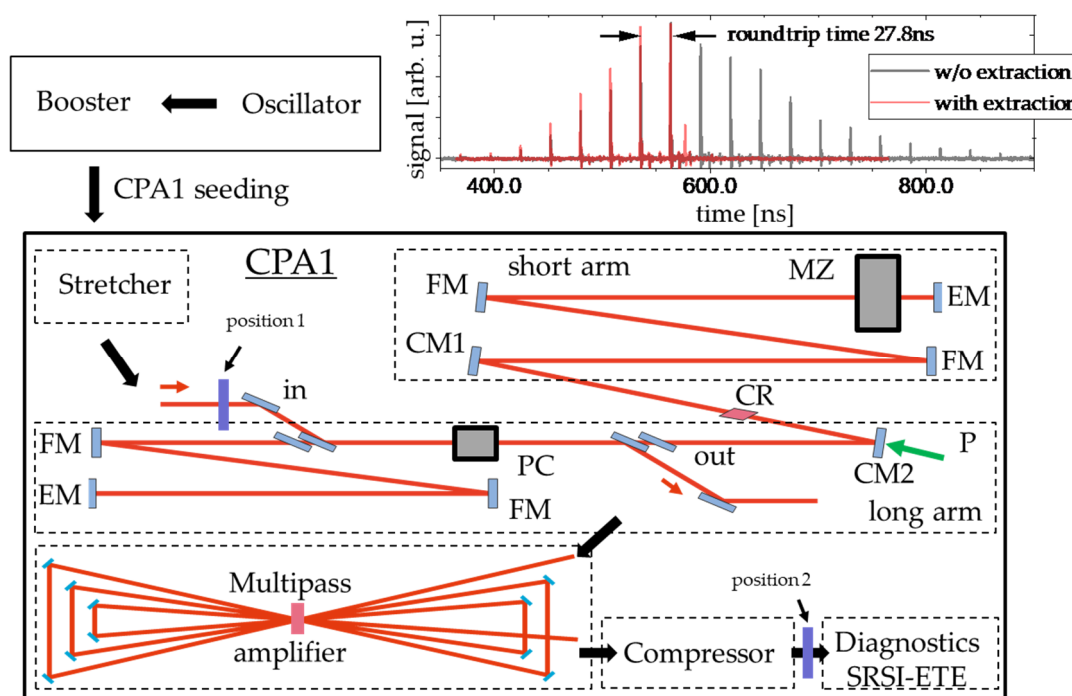 Booster
Oscillator
CPA1 seeding
signal [arb. u.]
roundtrip time 27.8ns
w/o extraction
with extraction
400.0
600.0
800.0
time [ns]
CPA1
Stretcher
position 1
in
short arm
MZ
FM
EM
CM1
FM
CR
FM
PC
out
P
CM2
EM
FM
long arm
Multipass
amplifier
position 2
Compressor
Diagnostics
SRSI-ETE